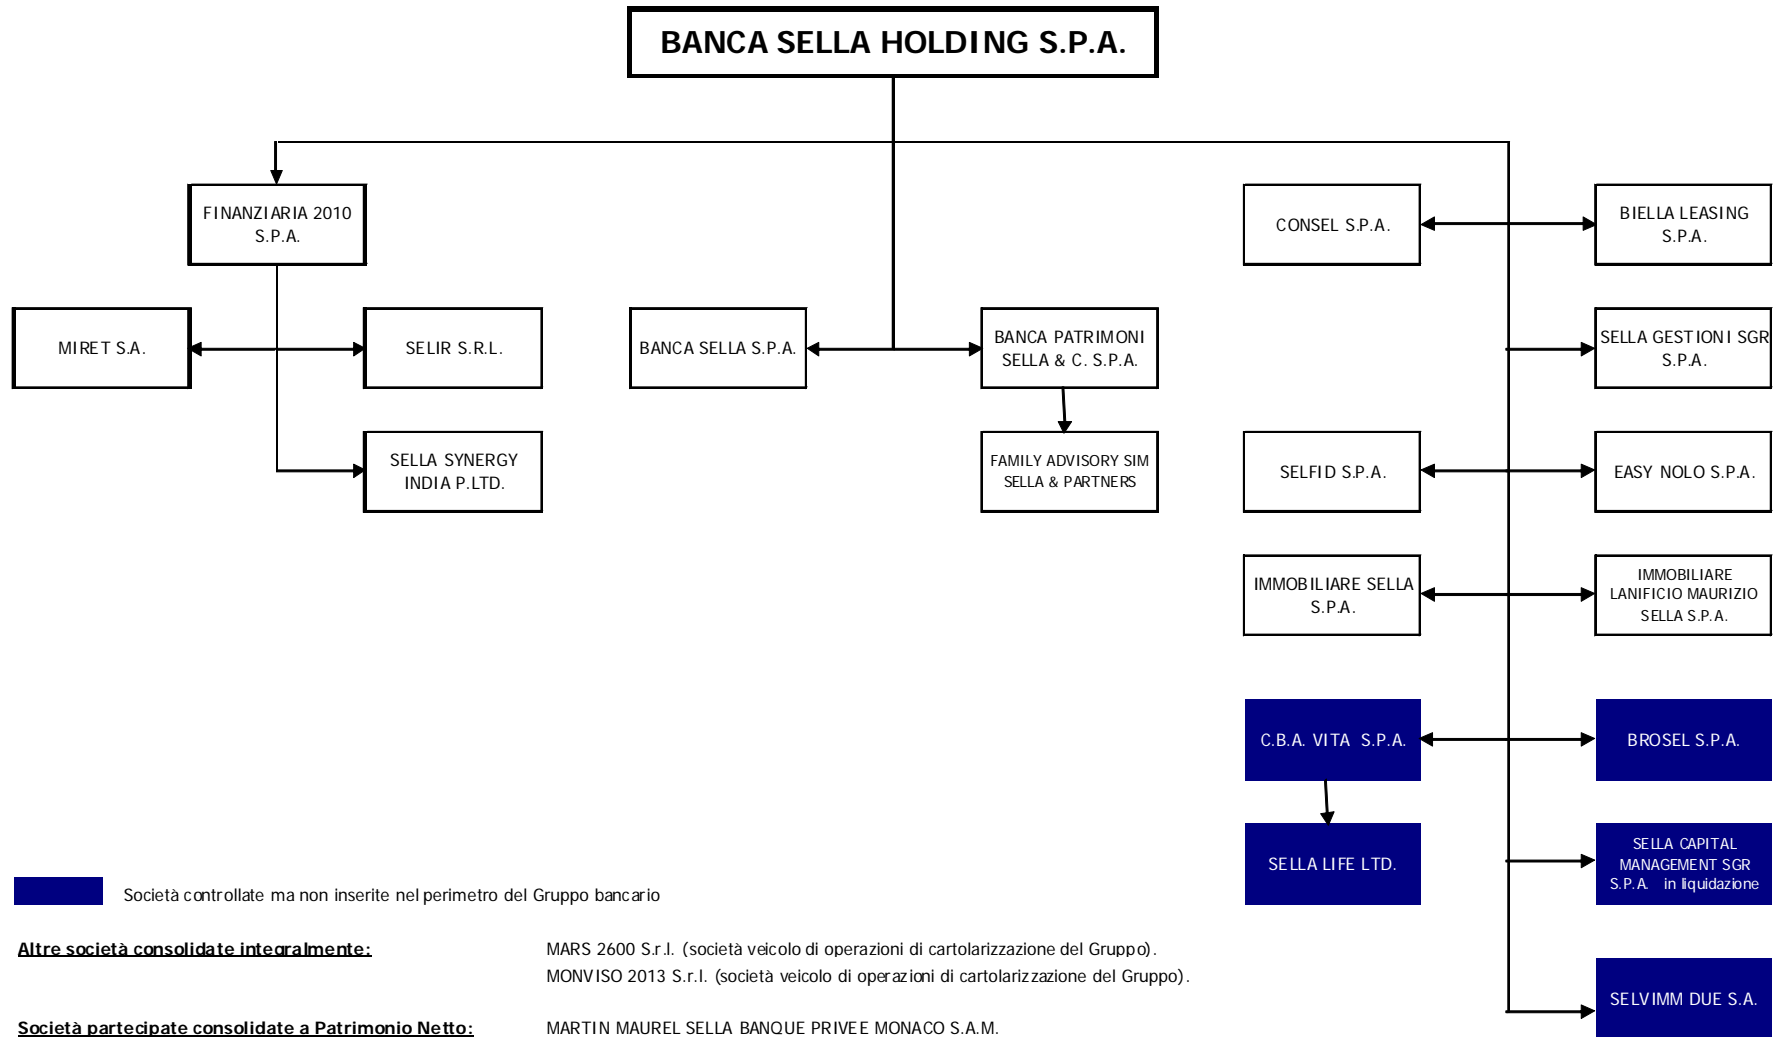 BANCA SELLA HOLDING S.P.A.
FINANZIARIA 2010
S.P.A.
CONSEL S.P.A.
BIELLA LEASING
S.P.A.
MIRET S.A.
SELIR S.R.L.
BANCA SELLA S.P.A.
BANCA PATRIMONI
SELLA & C. S.P.A.
SELLA GESTIONI SGR
S.P.A.
SELLA SYNERGY
INDIA P.LTD.
FAMILY ADVISORY SIM
SELLA & PARTNERS
SELFID S.P.A.
EASY NOLO S.P.A.
IMMOBILIARE SELLA
S.P.A.
IMMOBILIARE
LANIFICIO MAURIZIO
SELLA S.P.A.
C.B.A. VITA S.P.A.
BROSEL S.P.A.
SELLA LIFE LTD.
SELLA CAPITAL
MANAGEMENT SGR
S.P.A. in liquidazione
Società controllate ma non inserite nel perimetro del Gruppo bancario
Altre società consolidate integralmente: MARS 2600 S.r.l. (società veicolo di operazioni di cartolarizzazione del Gruppo).
MONVISO 2013 S.r.l. (società veicolo di operazioni di cartolarizzazione del Gruppo).
SELVIMM DUE S.A.
Società partecipate consolidate a Patrimonio Netto: MARTIN MAUREL SELLA BANQUE PRIVEE MONACO S.A.M.